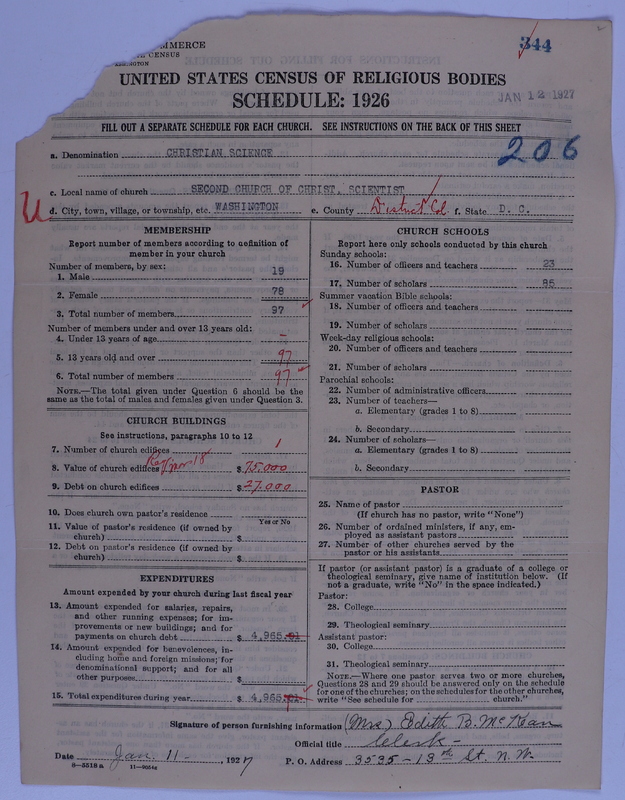 MMERCE
CENSUS
344
UNITED STATES CENSUS OF RELIGIOUS BODIES
SCHEDULE: 1926
JAN 12 1927
FILL OUT A SEPARATE SCHEDULE FOR EACH CHURCH. SEE INSTRUCTIONS ON THE BACK OF THIS SHEET
206
a. Denomination CHRISTIAN SCIENCE
c. Local name of church SECOND CHURCH OF CHRIST, SCIENTIST
U d. City, town, village, or township, etc. WASHINGTON e. County District Col f. State D. C.
MEMBERSHIP
Report number of members according to definition of
member in your church
Number of members, by sex:
1. Male 19
2. Female 78
3. Total number of members 97
Number of members under and over 13 years old:
4. Under 13 years of age –
5. 13 years old and over 97
6. Total number of members 97
NOTE.—The total given under Question 6 should be
same as the total of males and females given under Question 3.
CHURCH BUILDINGS
See instructions, paragraphs 10 to 12
7. Number of church edifices 1
8. Value of church edifices $ 75.000
9. Debt on church edifices $ 27.000
10. Does church own pastor's residence
Yes or No
11. Value of pastor's residence (if owned by
church) $
12. Debt on pastor's residence (if owned by
church) $
EXPENDITURES
Amount expended by your church during last fiscal year
13. Amount expended for salaries, repairs,
and other running expenses; for im-
provements or new buildings; and for
payments on church debt $ 4,965.
14. Amount expended for benevolences, in-
cluding home and foreign missions; for
denominational support; and for all
other purposes $
15. Total expenditures during year $ 4,965.
CHURCH SCHOOLS
Report here only schools conducted by this church
Sunday schools:
16. Number of officers and teachers 23
17. Number of scholars 85
Summer vacation Bible schools:
18. Number of officers and teachers
19. Number of scholars
Week-day religious schools:
20. Number of officers and teachers
21. Number of scholars
Parochial schools:
22. Number of administrative officers
23. Number of teachers—
a. Elementary (grades 1 to 8)
b. Secondary
24. Number of scholars—
a. Elementary (grades 1 to 8)
b. Secondary
PASTOR
25. Name of pastor
(If church has no pastor, write "None")
26. Number of ordained ministers, if any, em-
ployed as assistant pastors
27. Number of other churches served by the
pastor or his assistants
If pastor (or assistant pastor) is a graduate of a college or
theological seminary, give name of institution below. (If
not a graduate, write "No" in the space indicated.)
Pastor:
28. College
29. Theological seminary
Assistant pastor:
30. College
31. Theological seminary
NOTE.—Where one pastor serves two or more churches,
Questions 28 and 29 should be answered only on the schedule
for one of the churches; on the schedules for the other churches,
write "See schedule for church."
Signature of person furnishing information (Mrs) Edith B. McKean
Official title Clerk-
Date Jan. 11-, 1927 P. O. Address 3535-13th St. N.W.